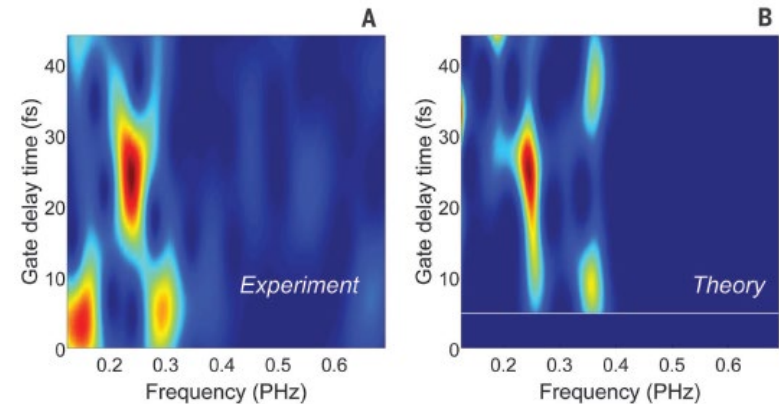 A
B
Gate delay time (fs)
40
30
20
10
0
Experiment
0.2 0.3 0.4 0.5 0.6
Frequency (PHz)
Gate delay time (fs)
40
30
20
10
0
Theory
0.2 0.3 0.4 0.5 0.6
Frequency (PHz)